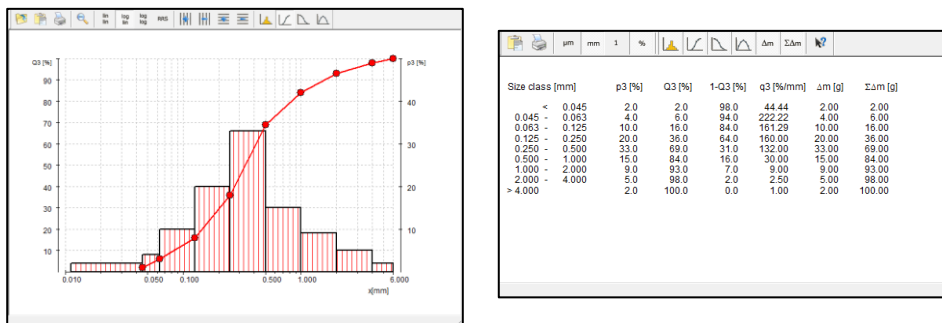 lin lin
log lin
log log
RRS
Q3 [%]
p3 [%]
90
80
70
60
50
40
30
20
10
40
30
20
10
0.010
0.050
0.100
0.500
1.000
6.000
x[mm]
µm mm 1 % Δm ΣΔm
Size class [mm] p3 [%] Q3 [%] 1-Q3 [%] q3 [%/mm] Δm [g] ΣΔm [g]
< 0.045 2.0 2.0 98.0 44.44 2.00 2.00
0.045 - 0.063 4.0 6.0 94.0 222.22 4.00 6.00
0.063 - 0.125 10.0 16.0 84.0 161.29 10.00 16.00
0.125 - 0.250 20.0 36.0 64.0 160.00 20.00 36.00
0.250 - 0.500 33.0 69.0 31.0 132.00 33.00 69.00
0.500 - 1.000 15.0 84.0 16.0 30.00 15.00 84.00
1.000 - 2.000 9.0 93.0 7.0 9.00 9.00 93.00
2.000 - 4.000 5.0 98.0 2.0 2.50 5.00 98.00
> 4.000 2.0 100.0 0.0 1.00 2.00 100.00